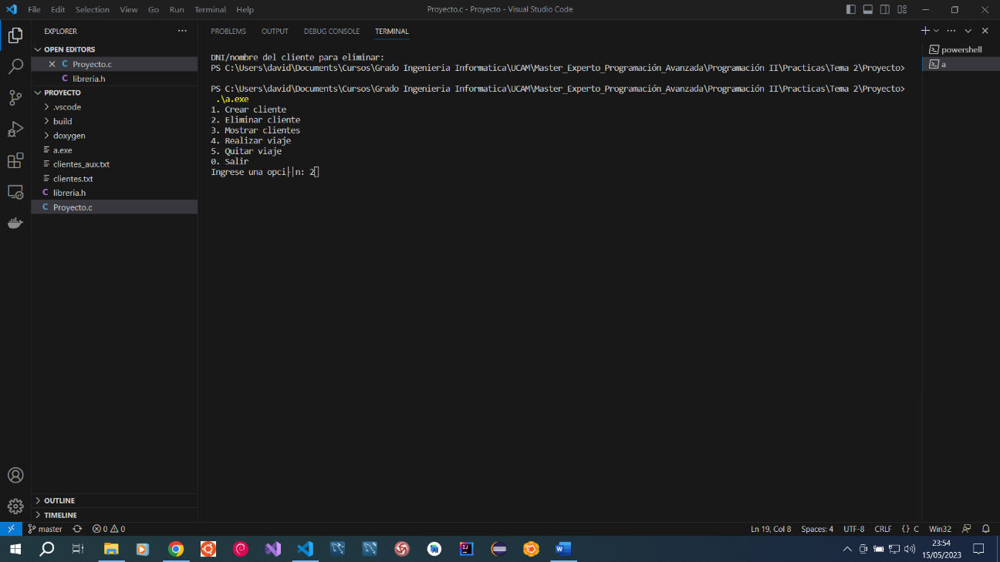 File Edit Selection View Go Run Terminal Help
Proyecto.c - Proyecto - Visual Studio Code
EXPLORER
OPEN EDITORS
Proyecto.c
libreria.h
PROYECTO
.vscode
build
doxygen
a.exe
clientes_aux.txt
clientes.txt
libreria.h
Proyecto.c
OUTLINE
TIMELINE
PROBLEMS OUTPUT DEBUG CONSOLE TERMINAL
DNI/nombre del cliente para eliminar:
PS C:\Users\david\Documents\Cursos\Grado Ingenieria Informatica\UCAM\Master_Experto_Programación_Avanzada\Programación II\Practicas\Tema 2\Proyecto>
PS C:\Users\david\Documents\Cursos\Grado Ingenieria Informatica\UCAM\Master_Experto_Programación_Avanzada\Programación II\Practicas\Tema 2\Proyecto>
.\a.exe
1. Crear cliente
2. Eliminar cliente
3. Mostrar clientes
4. Realizar viaje
5. Quitar viaje
0. Salir
Ingrese una opci├│n: 2
powershell
a
master
0 0
Ln 19, Col 8 Spaces: 4 UTF-8 CRLF {} C Win32
23:54
15/05/2023